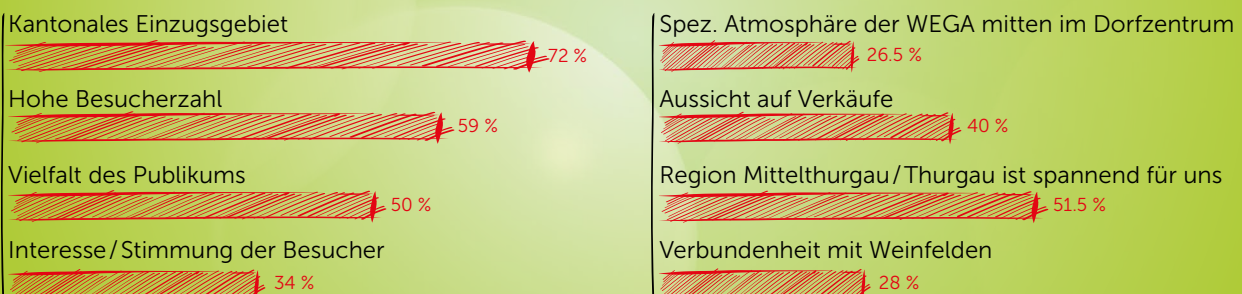 Kantonales Einzugsgebiet
72 %
Hohe Besucherzahl
59 %
Vielfalt des Publikums
50 %
Interesse/Stimmung der Besucher
34 %
Spez. Atmosphäre der WEGA mitten im Dorfzentrum
26.5 %
Aussicht auf Verkäufe
40 %
Region Mittelthurgau/Thurgau ist spannend für uns
51.5 %
Verbundenheit mit Weinfelden
28 %